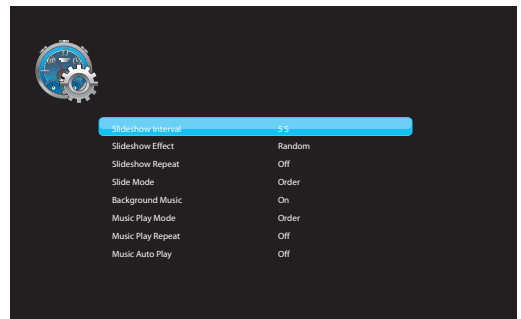 Slideshow Interval 5 S
Slideshow Effect Random
Slideshow Repeat Off
Slide Mode Order
Background Music On
Music Play Mode Order
Music Play Repeat Off
Music Auto Play Off